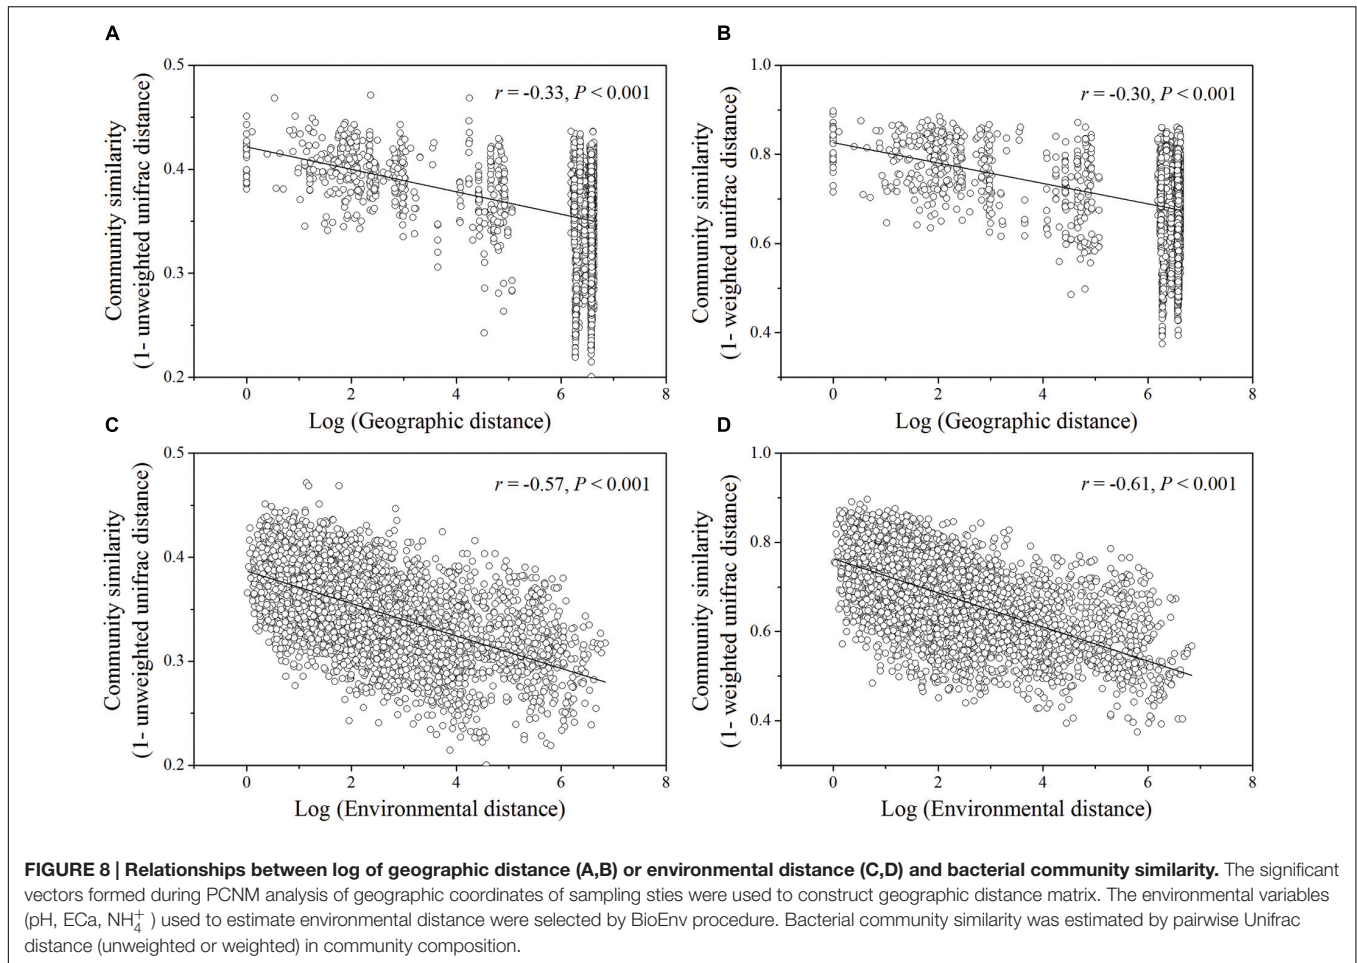 A
0.5
0.4
0.3
0.2
Community similarity
(1- unweighted unifrac distance)
r = -0.33, P < 0.001
0 2 4 6 8
Log (Geographic distance)
B
1.0
0.8
0.6
0.4
Community similarity
(1- weighted unifrac distance)
r = -0.30, P < 0.001
0 2 4 6 8
Log (Geographic distance)
C
0.5
0.4
0.3
0.2
Community similarity
(1- unweighted unifrac distance)
r = -0.57, P < 0.001
0 2 4 6 8
Log (Environmental distance)
D
1.0
0.8
0.6
0.4
Community similarity
(1- weighted unifrac distance)
r = -0.61, P < 0.001
0 2 4 6 8
Log (Environmental distance)
FIGURE 8 | Relationships between log of geographic distance (A,B) or environmental distance (C,D) and bacterial community similarity. The significant
vectors formed during PCNM analysis of geographic coordinates of sampling sties were used to construct geographic distance matrix. The environmental variables
(pH, ECa, NH₄⁺ ) used to estimate environmental distance were selected by BioEnv procedure. Bacterial community similarity was estimated by pairwise Unifrac
distance (unweighted or weighted) in community composition.